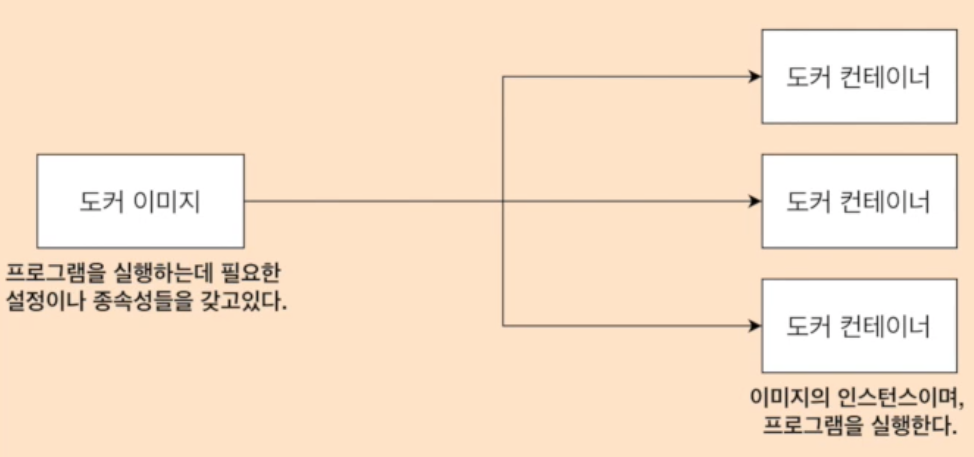 도커 컨테이너
도커 이미지
도커 컨테이너
프로그램을 실행하는데 필요한
설정이나 종속성들을 갖고있다.
도커 컨테이너
이미지의 인스턴스이며,
프로그램을 실행한다.